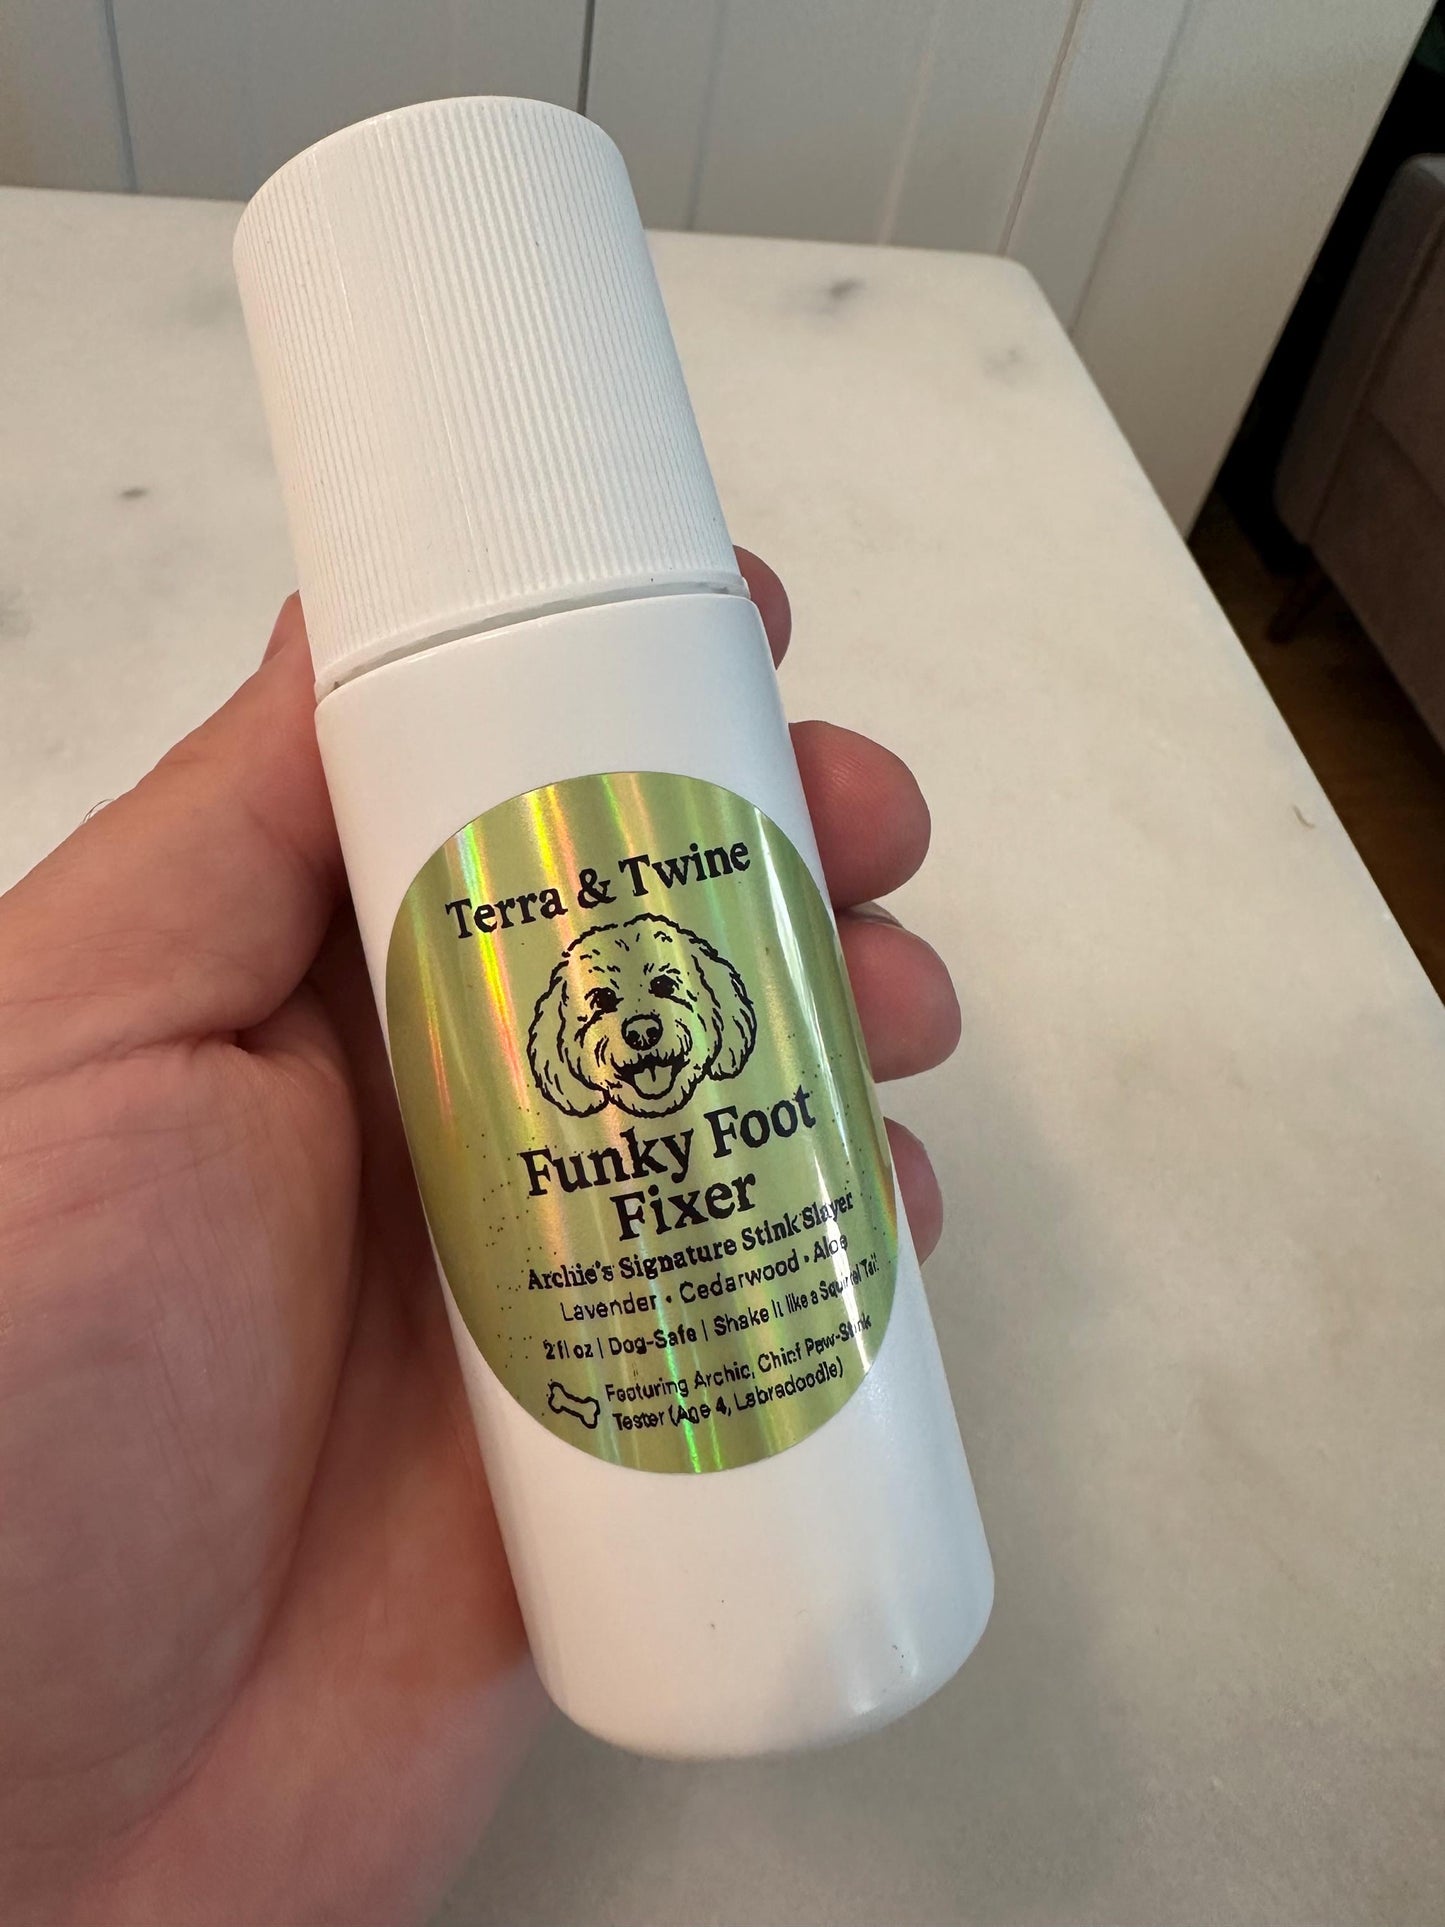 Terra & Twine
Funky Foot
Fixer
Archie's Signature Stink Slayer
Lavender • Cedarwood • Aloe
2 fl oz | Dog-Safe | Shake It like a Squirrel Tail!
Featuring Archie, Chief Paw-Stink
Tester (Age 4, Labradoodle)